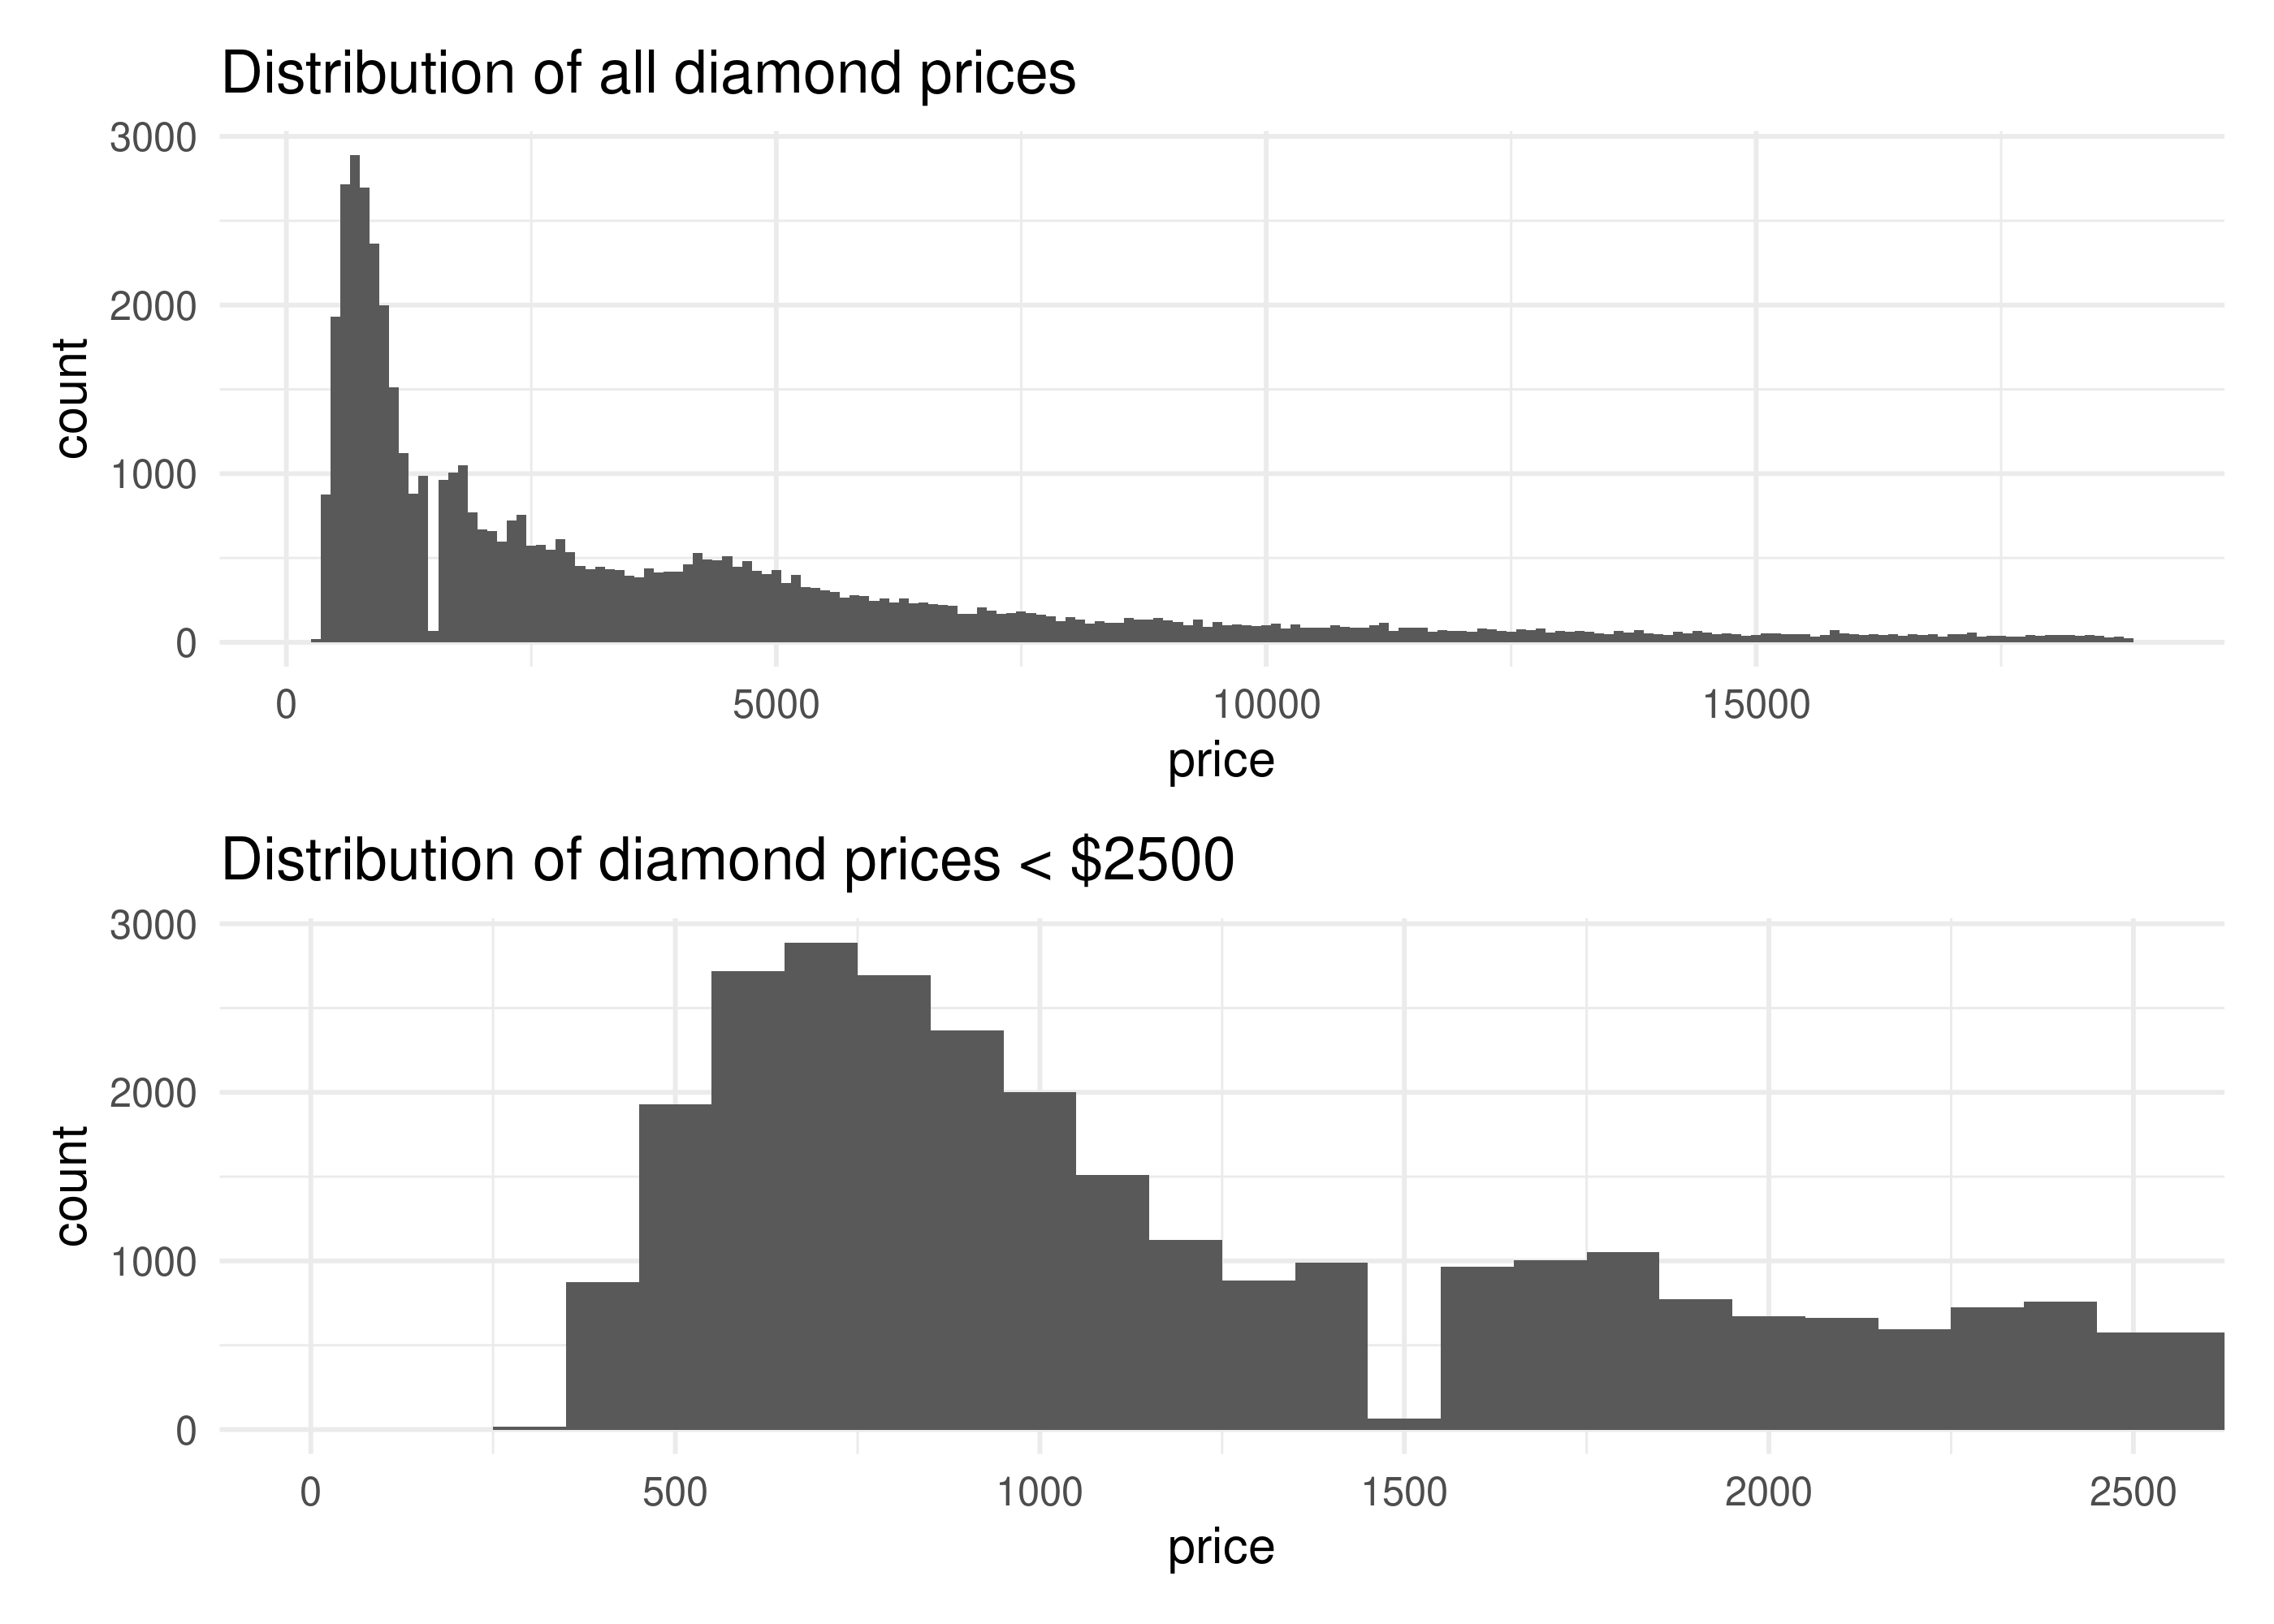 Distribution of all diamond prices
3000
2000
1000
0
count
0 5000 10000 15000
price
Distribution of diamond prices < $2500
3000
2000
1000
0
count
0 500 1000 1500 2000 2500
price